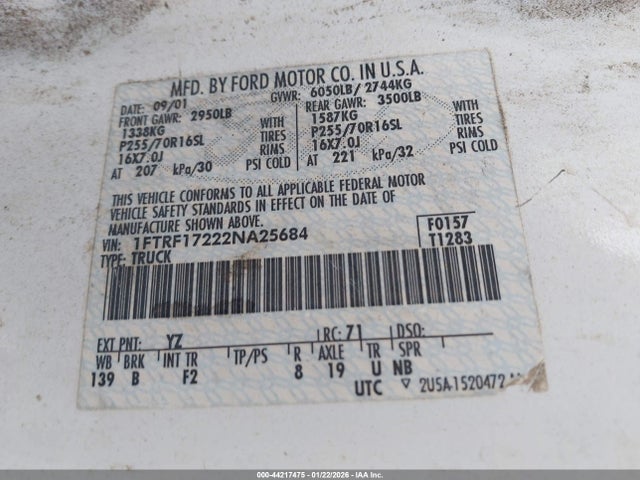 MFD. BY FORD MOTOR CO. IN U.S.A.
DATE: 09/01 GVWR: 6050LB/ 2744KG
FRONT GAWR: 2950LB REAR GAWR: 3500LB
1338KG WITH 1587KG WITH
P255/70R16SL TIRES P255/70R16SL TIRES
16X7.0J RIMS 16X7.0J RIMS
AT 207 kPa/30 PSI COLD AT 221 kPa/32 PSI COLD
THIS VEHICLE CONFORMS TO ALL APPLICABLE FEDERAL MOTOR
VEHICLE SAFETY STANDARDS IN EFFECT ON THE DATE OF
MANUFACTURE SHOWN ABOVE.
VIN: 1FTRF17222NA25684 F0157
TYPE: TRUCK T1283
EXT PNT: YZ RC: 71 DSO:
WB BRK INT TR TP/PS R AXLE TR SPR
139 B F2 8 19 U NB
UTC ▽ 2U5A-1520472
000-44217475 - 01/22/2026 - IAA Inc.